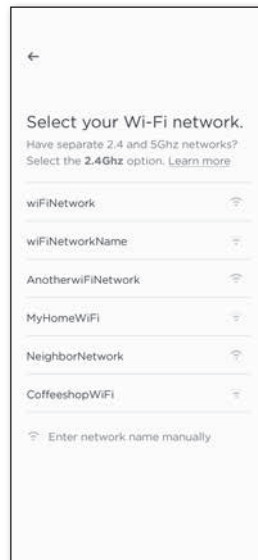 Select your Wi-Fi network.
Have separate 2.4 and 5Ghz networks?
Select the 2.4Ghz option. Learn more
wiFiNetwork
wiFiNetworkName
AnotherwiFiNetwork
MyHomeWiFi
NeighborNetwork
CoffeeshopWiFi
Enter network name manually